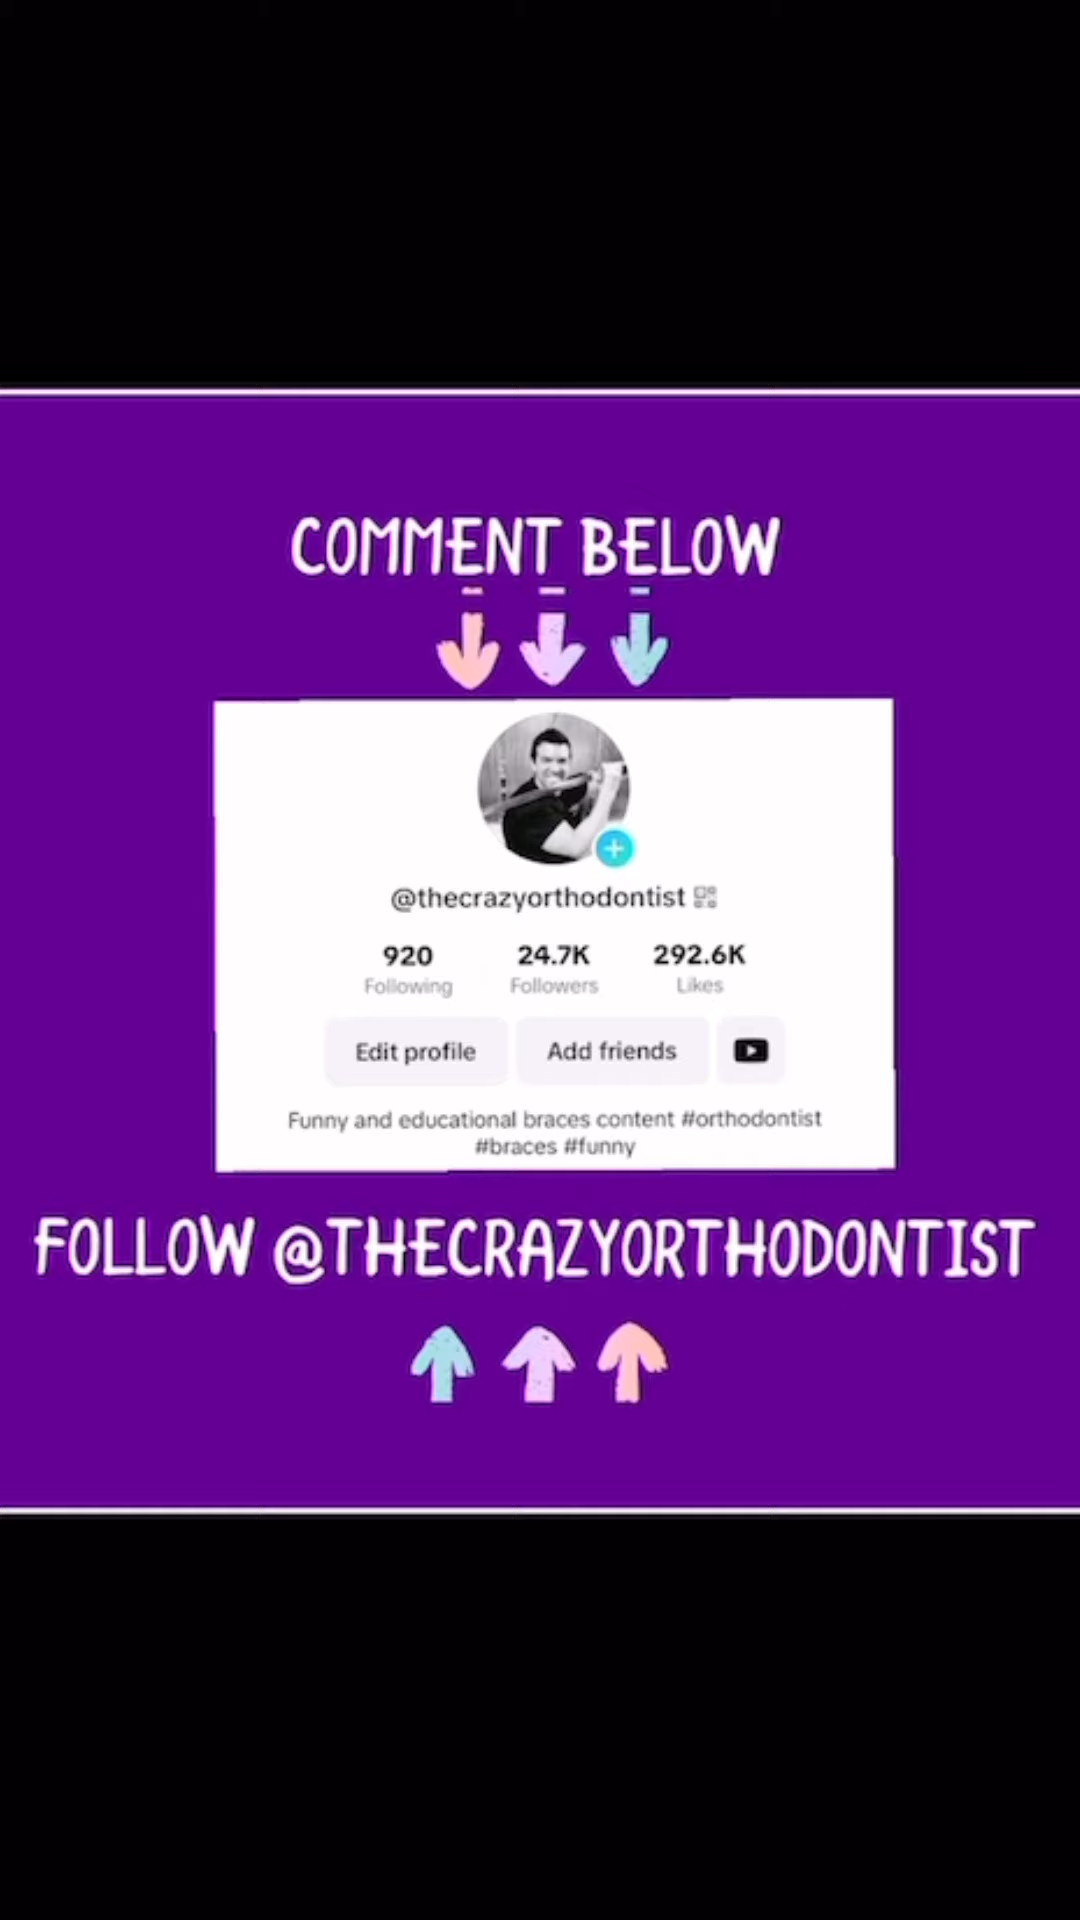 COMMENT BELOW
@thecrazyorthodontist
920 24.7K 292.6K
Following Followers Likes
Edit profile Add friends
Funny and educational braces content #orthodontist
#braces #funny
FOLLOW @THECRAZYORTHODONTIST